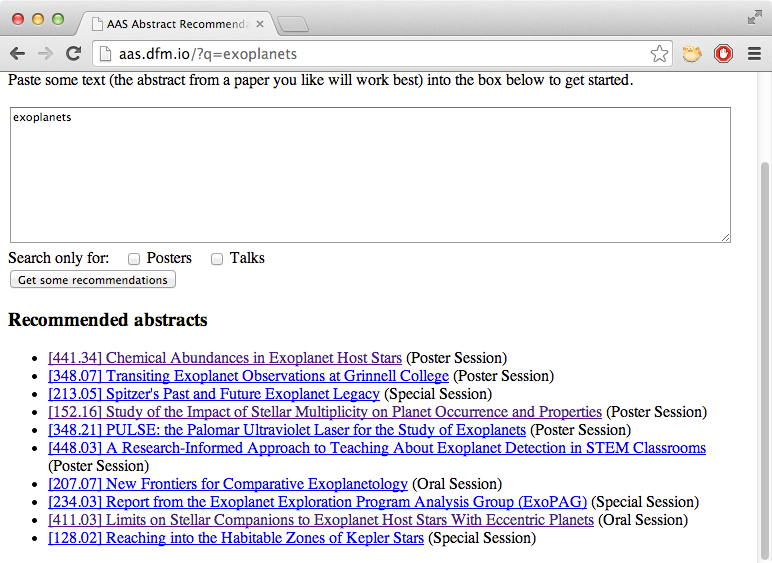 AAS Abstract Recommenda
aas.dfm.io/?q=exoplanets
Paste some text (the abstract from a paper you like will work best) into the box below to get started.
exoplanets
Search only for: Posters Talks
Get some recommendations
Recommended abstracts
[441.34] Chemical Abundances in Exoplanet Host Stars (Poster Session)
[348.07] Transiting Exoplanet Observations at Grinnell College (Poster Session)
[213.05] Spitzer's Past and Future Exoplanet Legacy (Special Session)
[152.16] Study of the Impact of Stellar Multiplicity on Planet Occurrence and Properties (Poster Session)
[348.21] PULSE: the Palomar Ultraviolet Laser for the Study of Exoplanets (Poster Session)
[448.03] A Research-Informed Approach to Teaching About Exoplanet Detection in STEM Classrooms
(Poster Session)
[207.07] New Frontiers for Comparative Exoplanetology (Oral Session)
[234.03] Report from the Exoplanet Exploration Program Analysis Group (ExoPAG) (Special Session)
[411.03] Limits on Stellar Companions to Exoplanet Host Stars With Eccentric Planets (Oral Session)
[128.02] Reaching into the Habitable Zones of Kepler Stars (Special Session)